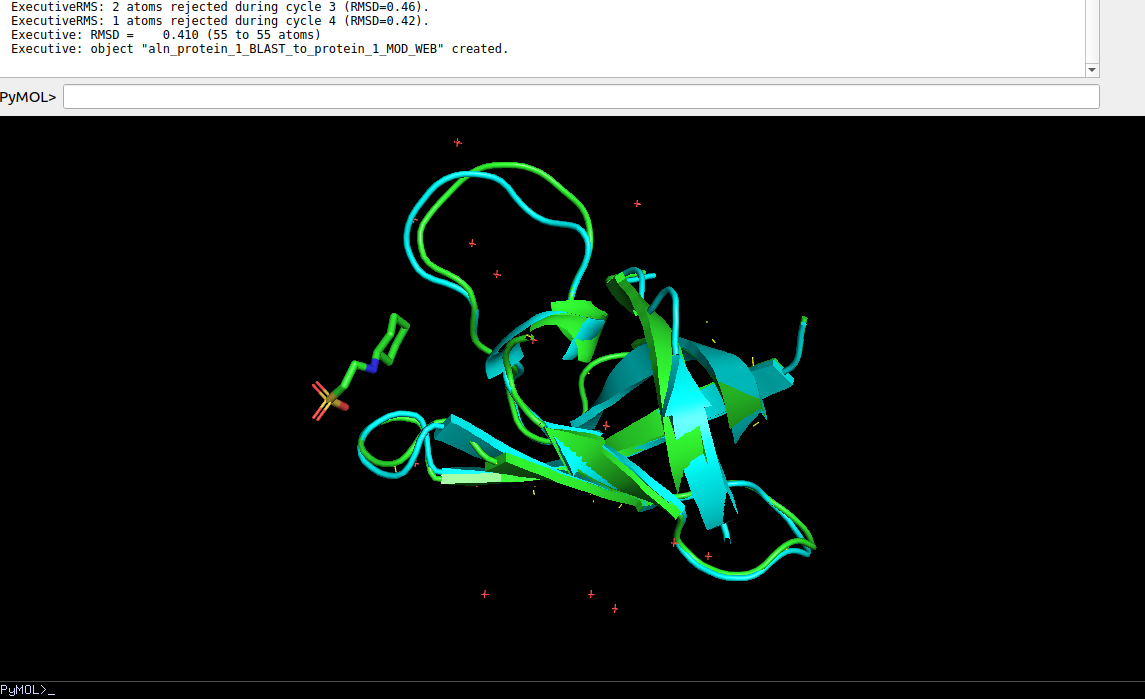 ExecutiveRMS: 2 atoms rejected during cycle 3 (RMSD=0.46).
ExecutiveRMS: 1 atoms rejected during cycle 4 (RMSD=0.42).
Executive: RMSD =    0.410 (55 to 55 atoms)
Executive: object "aln_protein_1_BLAST_to_protein_1_MOD_WEB" created.
PyMOL>
PyMOL>_